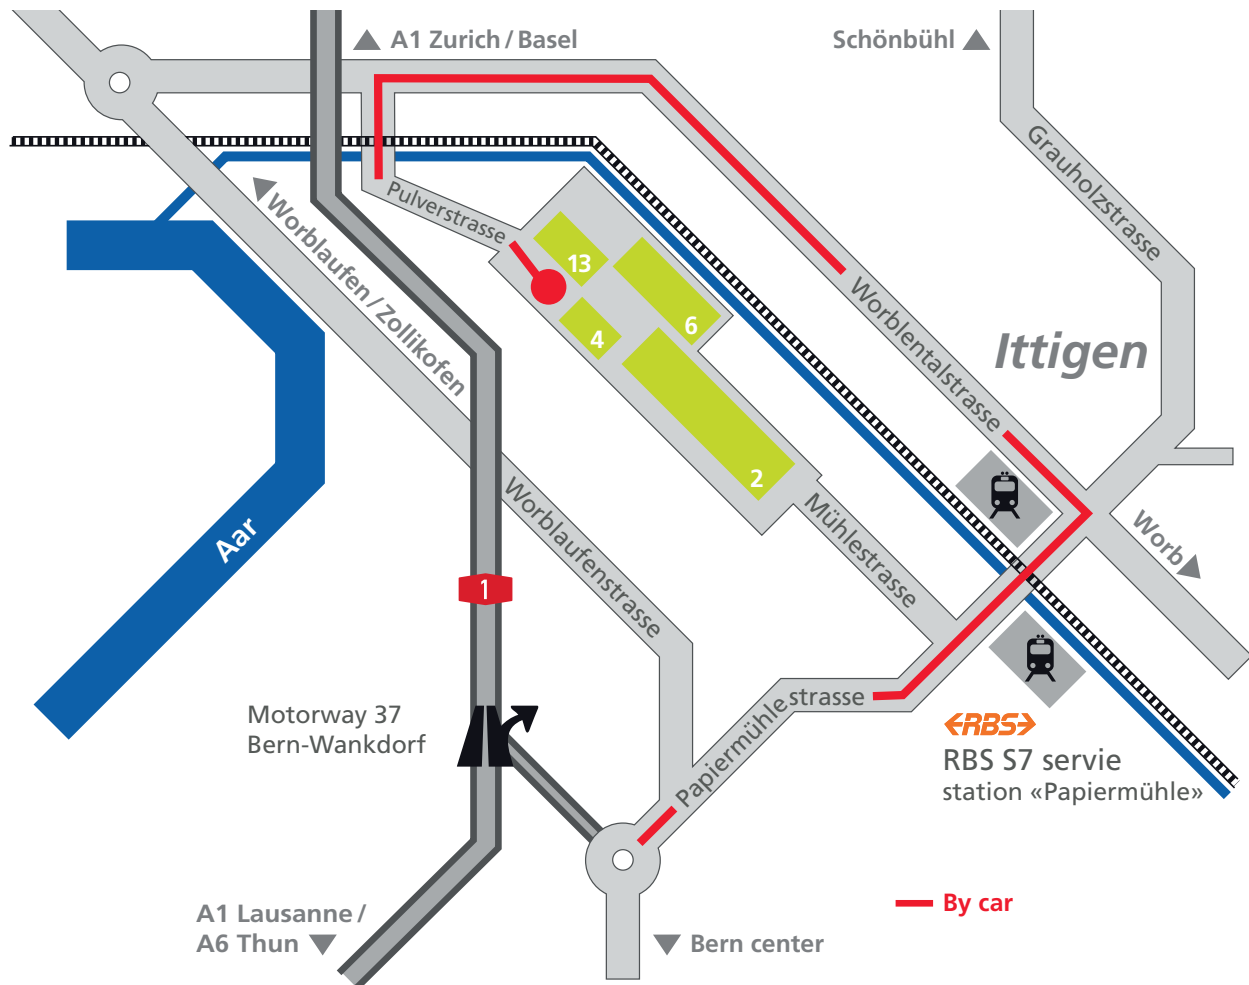 A1 Zurich / Basel
Schönbühl
Grauholzstrasse
Pulverstrasse
Worblaufen / Zollikofen
13
6
4
2
Worblentalstrasse
Ittigen
Aar
Worblaufenstrasse
Mühlestrasse
Worb
1
Motorway 37
Bern-Wankdorf
Papiermühlestrasse
RBS
RBS S7 servie
station «Papiermühle»
By car
A1 Lausanne /
A6 Thun
Bern center